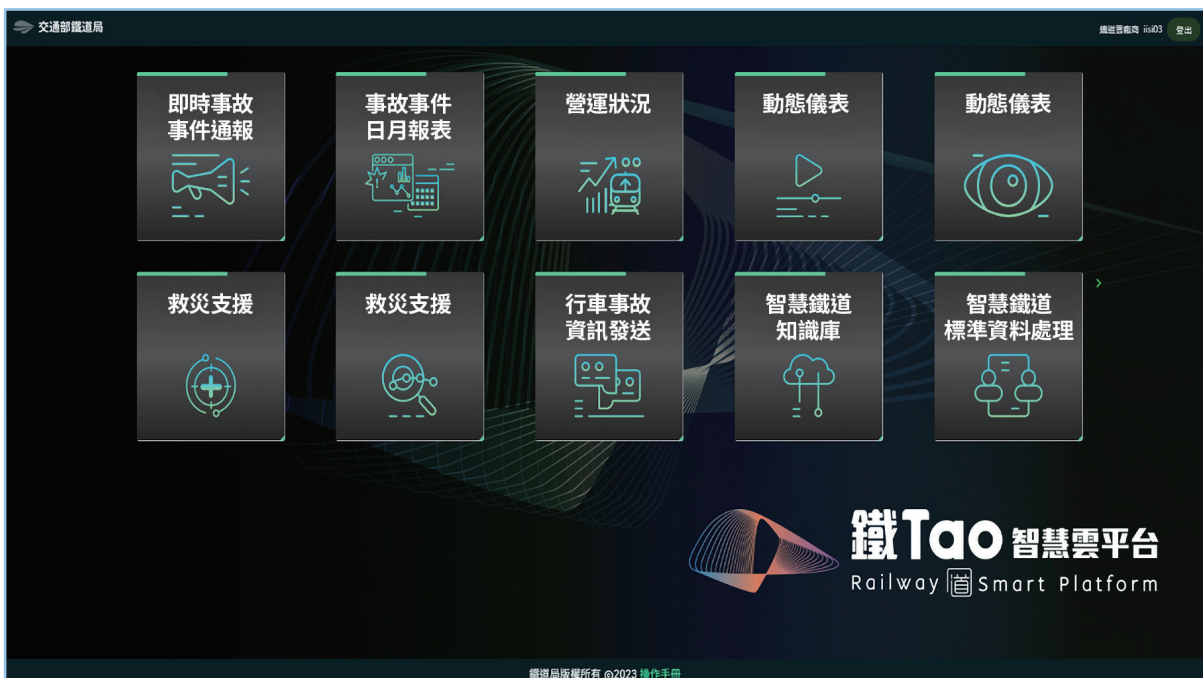 交通部鐵道局
鐵道雲廠商 iisi03 登出
即時事故
事件通報
事故事件
日月報表
營運狀況
動態儀表
動態儀表
救災支援
救災支援
行車事故
資訊發送
智慧鐵道
知識庫
智慧鐵道
標準資料處理
鐵Tao 智慧雲平台
Railway 道 Smart Platform
鐵道局版權所有 ©2023 操作手冊